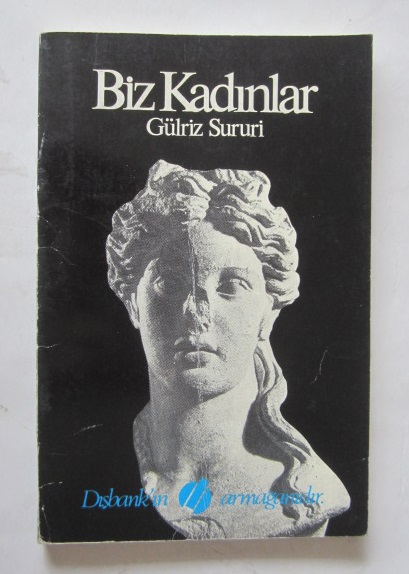 Biz Kadınlar
Gülriz Sururi
Dışbank'ın armağanıdır.